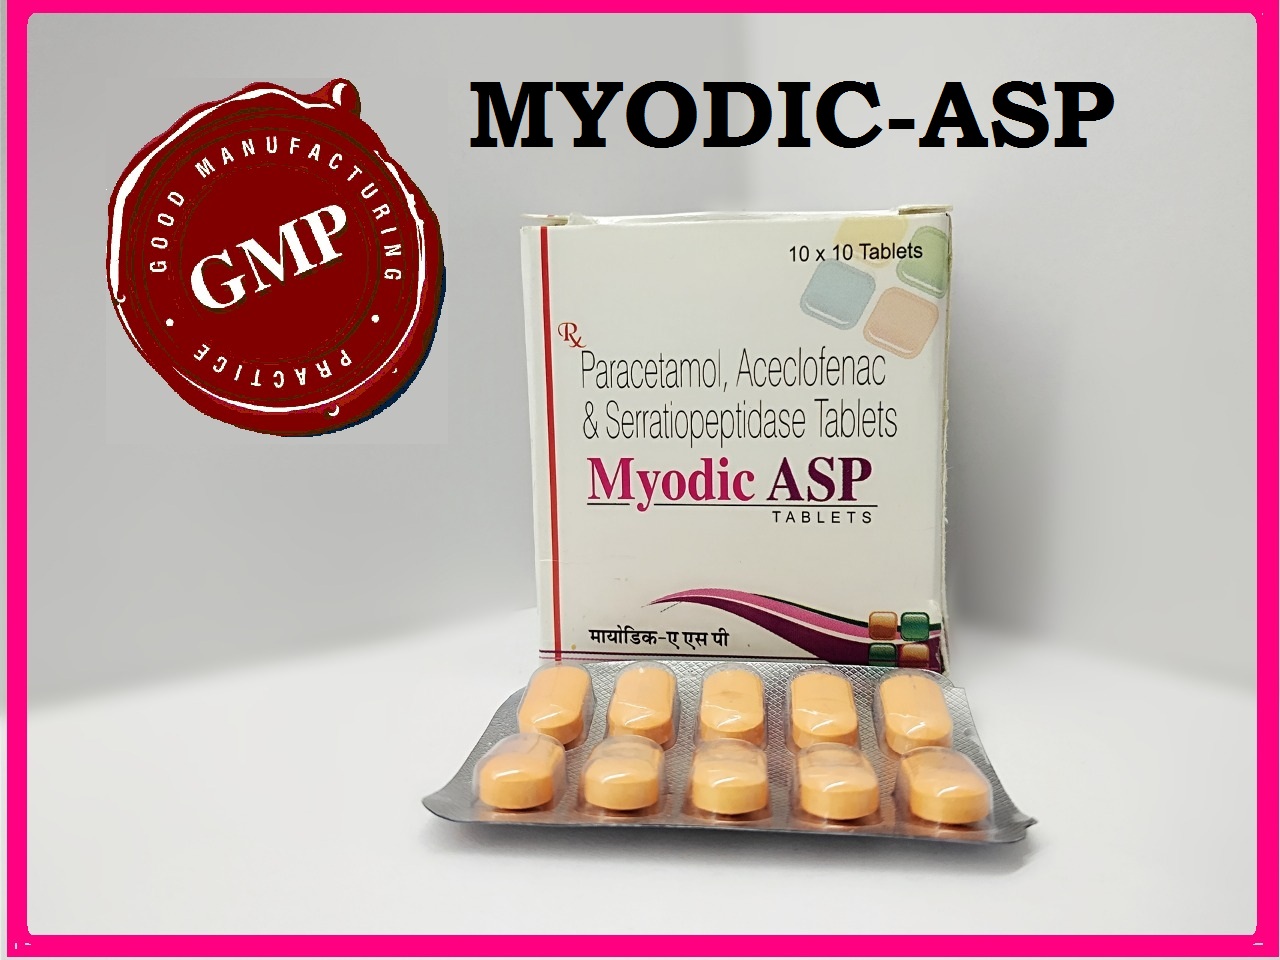 MYODIC-ASP
GOOD MANUFACTURING
GMP
PRACTICE
10 x 10 Tablets
Rx
Paracetamol, Aceclofenac
& Serratiopeptidase Tablets
Myodic ASP
TABLETS
मायोडिक-ए एस पी